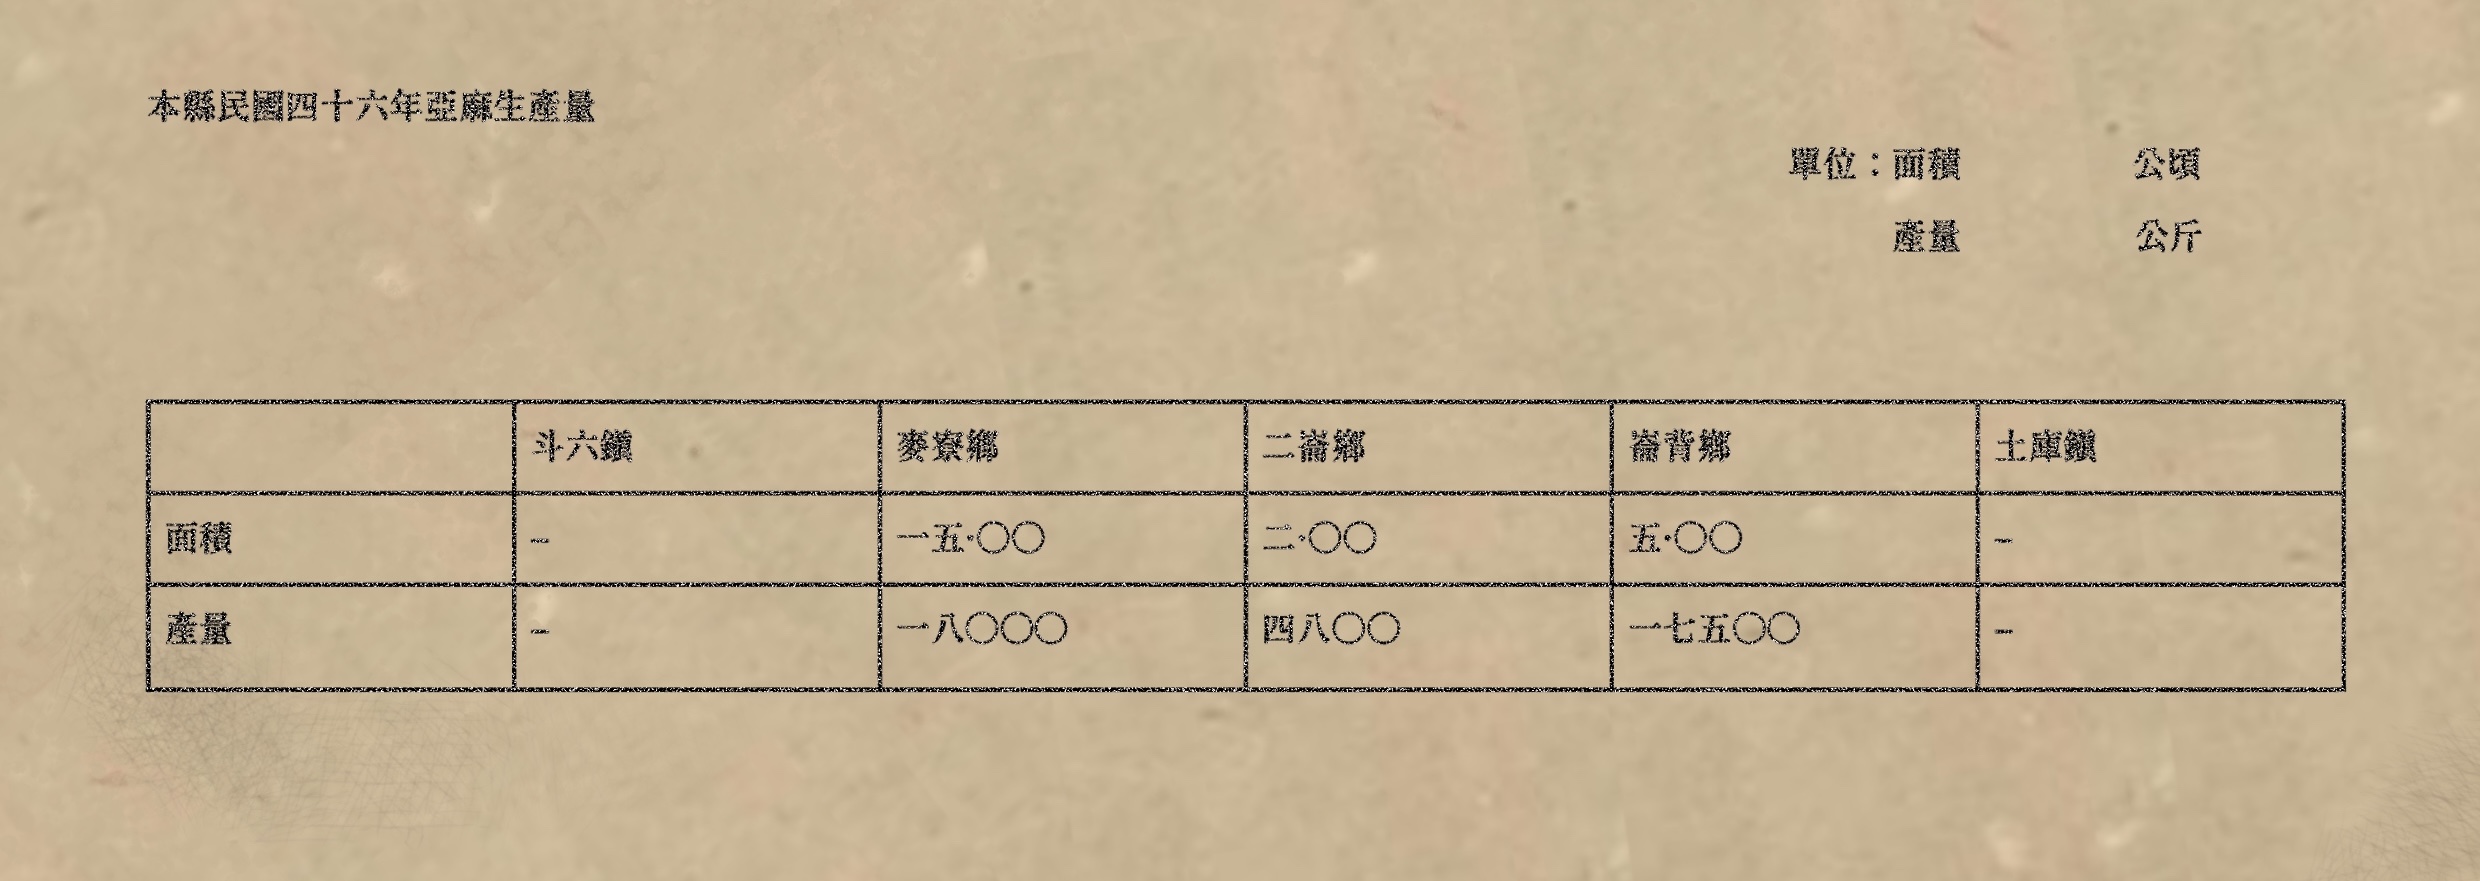 本縣民國四十六年亞麻生產量
單位：面積 公頃
產量 公斤
斗六鎮 麥寮鄉 二崙鄉 崙背鄉 土庫鎮
面積 – 一五·〇〇 二·〇〇 五·〇〇 –
產量 – 一八〇〇〇 四八〇〇 一七五〇〇 –